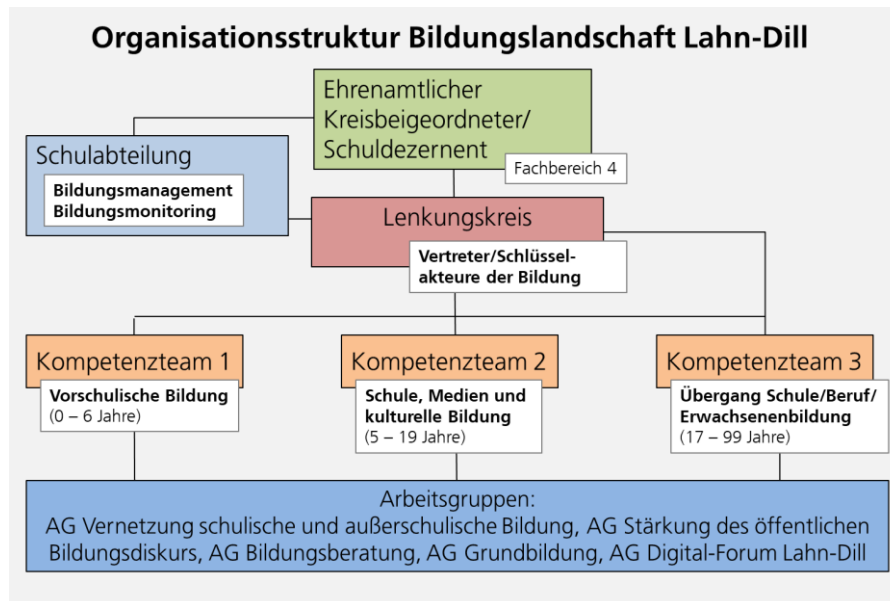 Organisationsstruktur Bildungslandschaft Lahn-Dill
Ehrenamtlicher
Kreisbeigeordneter/
Schuldezernent
Fachbereich 4
Schulabteilung
Bildungsmanagement
Bildungsmonitoring
Lenkungskreis
Vertreter/Schlüssel-
akteure der Bildung
Kompetenzteam 1
Vorschulische Bildung
(0 – 6 Jahre)
Kompetenzteam 2
Schule, Medien und
kulturelle Bildung
(5 – 19 Jahre)
Kompetenzteam 3
Übergang Schule/Beruf/
Erwachsenenbildung
(17 – 99 Jahre)
Arbeitsgruppen:
AG Vernetzung schulische und außerschulische Bildung, AG Stärkung des öffentlichen
Bildungsdiskurs, AG Bildungsberatung, AG Grundbildung, AG Digital-Forum Lahn-Dill